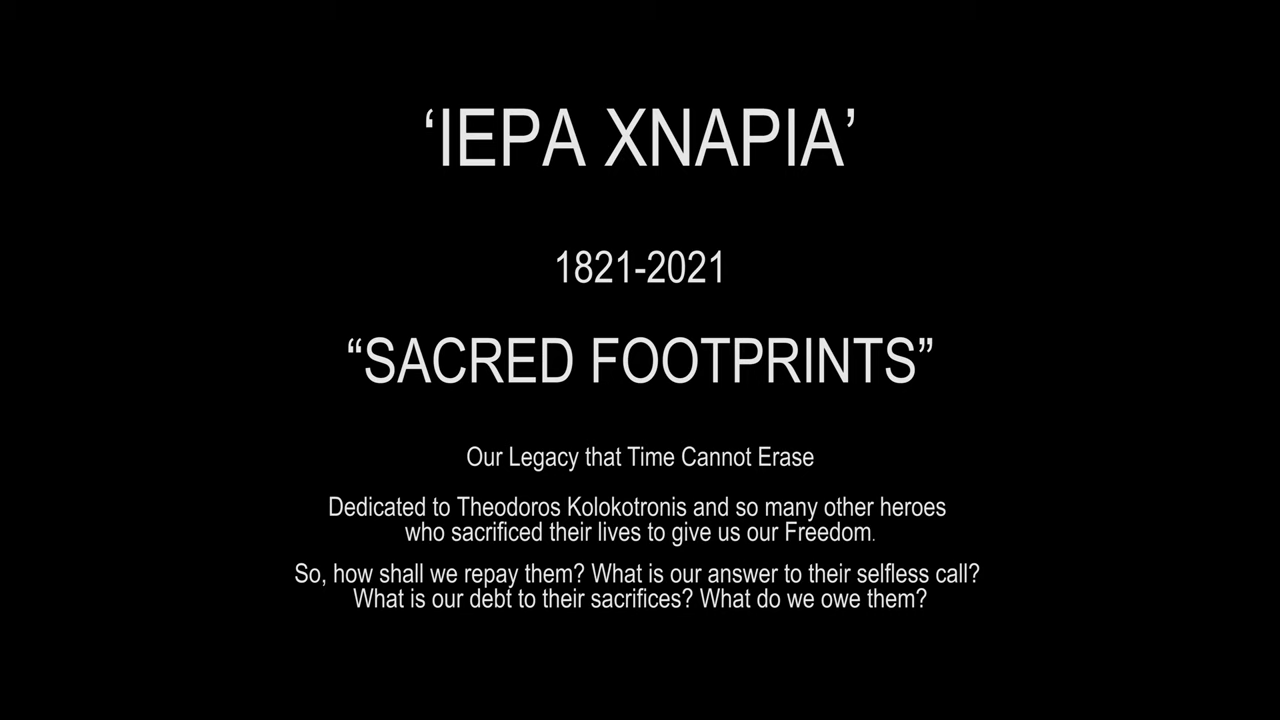 ‘ΙΕΡΑ ΧΝΑΡΙΑ’
1821-2021
“SACRED FOOTPRINTS”
Our Legacy that Time Cannot Erase
Dedicated to Theodoros Kolokotronis and so many other heroes
who sacrificed their lives to give us our Freedom.
So, how shall we repay them? What is our answer to their selfless call?
What is our debt to their sacrifices? What do we owe them?